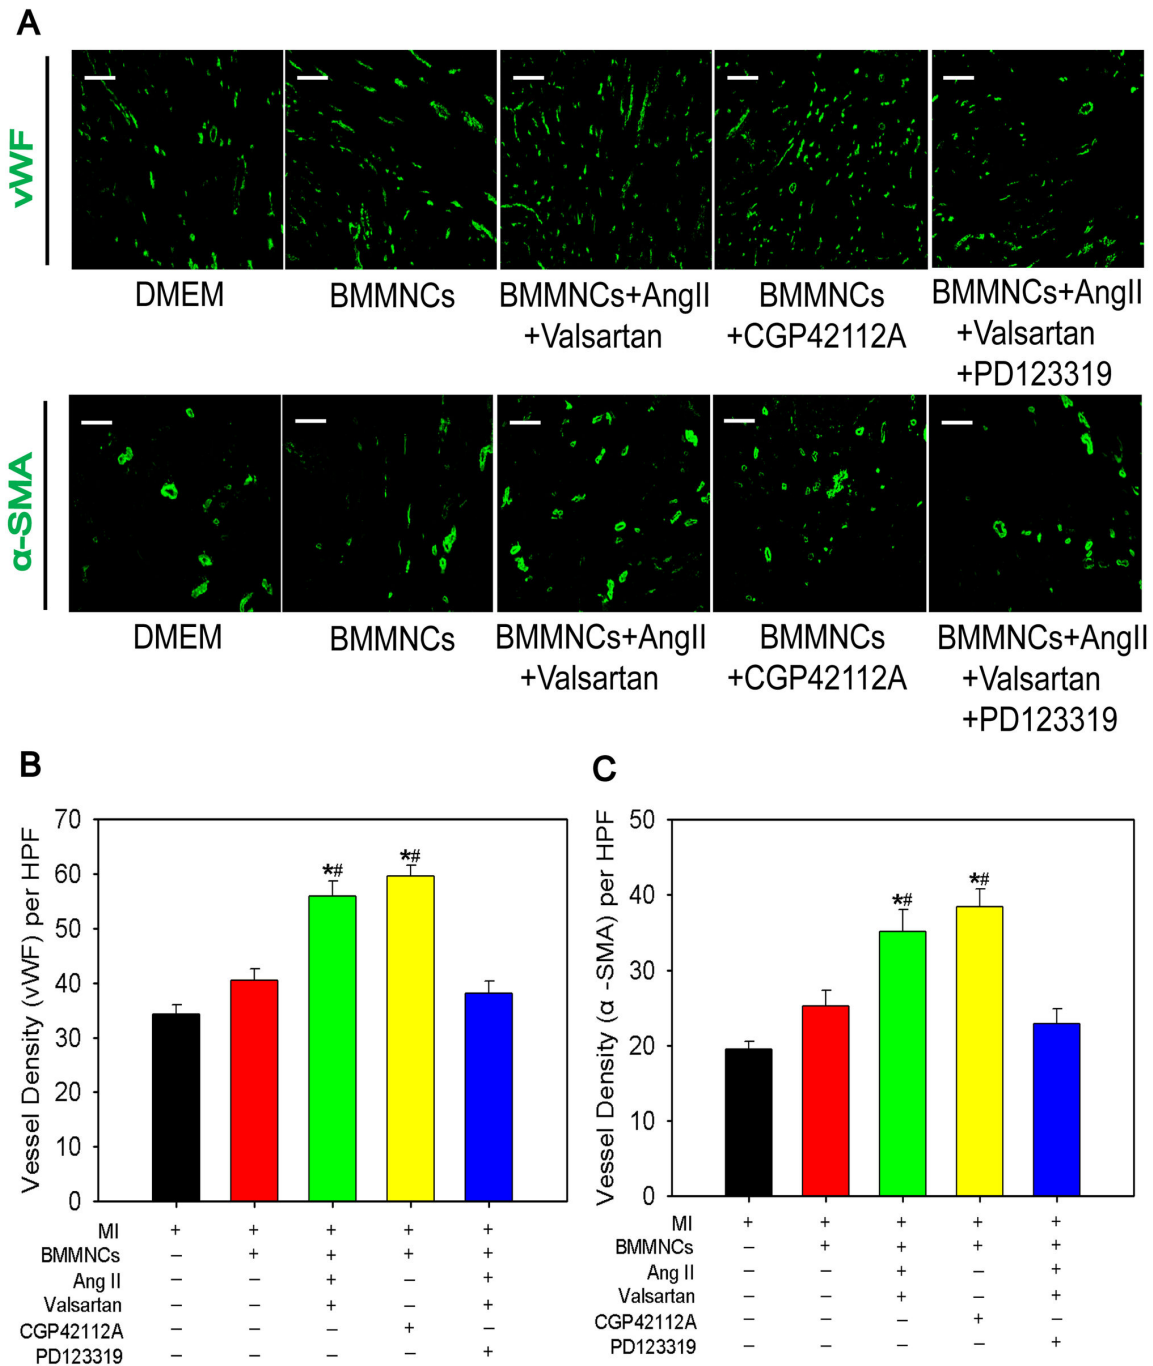 A
vWF
DMEM
BMMNCs
BMMNCs+AngII
+Valsartan
BMMNCs
+CGP42112A
BMMNCs+AngII
+Valsartan
+PD123319
α-SMA
DMEM
BMMNCs
BMMNCs+AngII
+Valsartan
BMMNCs
+CGP42112A
BMMNCs+AngII
+Valsartan
+PD123319
B
Vessel Density (vWF) per HPF
70
60
50
40
30
20
10
0
*#
*#
MI + + + + +
BMMNCs – + + + +
Ang II – – + – +
Valsartan – – + – +
CGP42112A – – – + –
PD123319 – – – – +
C
Vessel Density (α -SMA) per HPF
50
40
30
20
10
0
*#
*#
MI + + + + +
BMMNCs – + + + +
Ang II – – + – +
Valsartan – – + – +
CGP42112A – – – + –
PD123319 – – – – +